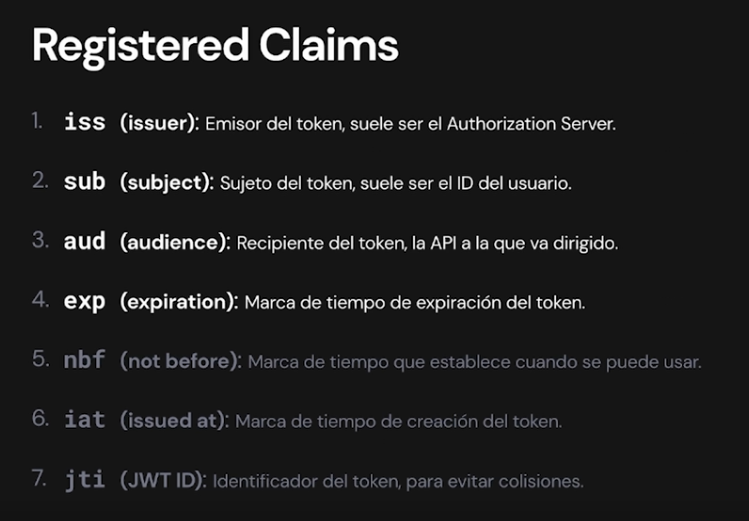 Registered Claims
1. iss (issuer): Emisor del token, suele ser el Authorization Server.
2. sub (subject): Sujeto del token, suele ser el ID del usuario.
3. aud (audience): Recipiente del token, la API a la que va dirigido.
4. exp (expiration): Marca de tiempo de expiración del token.
5. nbf (not before): Marca de tiempo que establece cuando se puede usar.
6. iat (issued at): Marca de tiempo de creación del token.
7. jti (JWT ID): Identificador del token, para evitar colisiones.